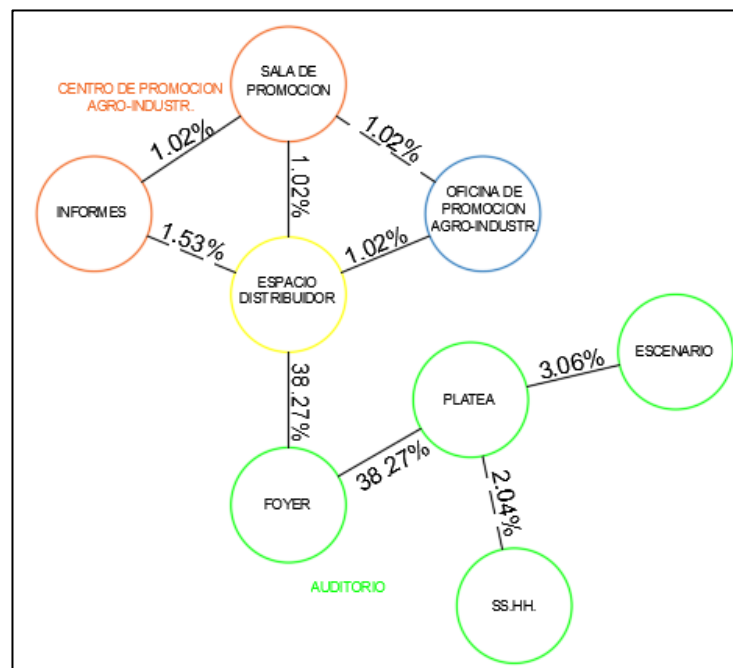 SALA DE
PROMOCION
CENTRO DE PROMOCION
AGRO-INDUSTR.
1.02%
1.02%
1.02%
INFORMES
OFICINA DE
PROMOCION
AGRO-INDUSTR.
1.53%
1.02%
ESPACIO
DISTRIBUIDOR
ESCENARIO
3.06%
38.27%
PLATEA
38.27%
FOYER
2.04%
AUDITORIO
SS.HH.